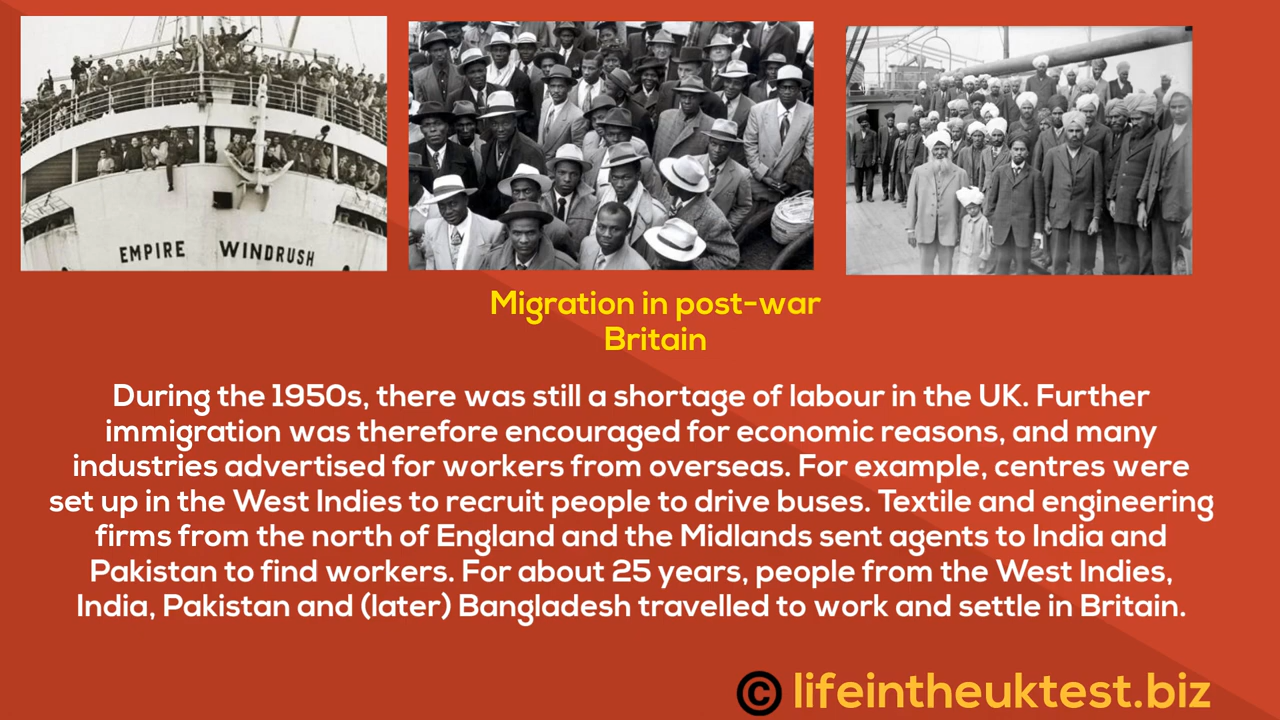 EMPIRE WINDRUSH
Migration in post-war
Britain
During the 1950s, there was still a shortage of labour in the UK. Further
immigration was therefore encouraged for economic reasons, and many
industries advertised for workers from overseas. For example, centres were
set up in the West Indies to recruit people to drive buses. Textile and engineering
firms from the north of England and the Midlands sent agents to India and
Pakistan to find workers. For about 25 years, people from the West Indies,
India, Pakistan and (later) Bangladesh travelled to work and settle in Britain.
© lifeintheuktest.biz